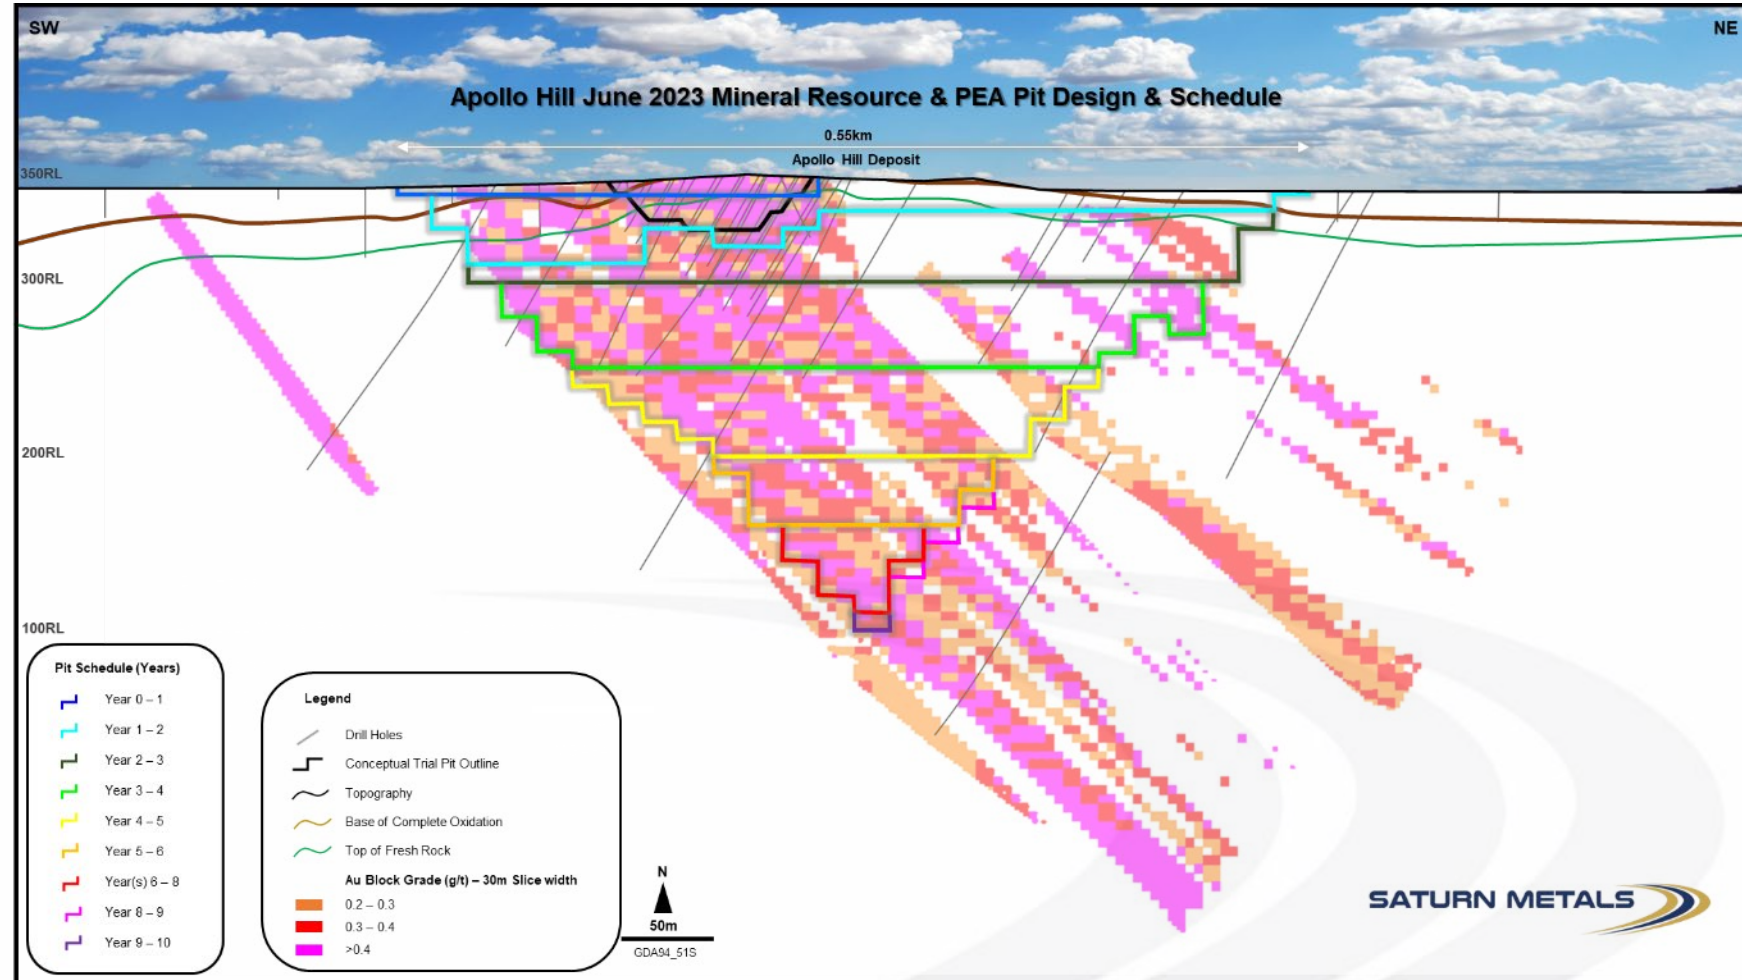 SW
NE
Apollo Hill June 2023 Mineral Resource & PEA Pit Design & Schedule
0.55km
Apollo Hill Deposit
350RL
300RL
200RL
100RL
Pit Schedule (Years)
Year 0 – 1
Year 1 – 2
Year 2 – 3
Year 3 – 4
Year 4 – 5
Year 5 – 6
Year(s) 6 – 8
Year 8 – 9
Year 9 – 10
Legend
Drill Holes
Conceptual Trial Pit Outline
Topography
Base of Complete Oxidation
Top of Fresh Rock
Au Block Grade (g/t) – 30m Slice width
0.2 – 0.3
0.3 – 0.4
>0.4
N
50m
GDA94_51S
SATURN METALS